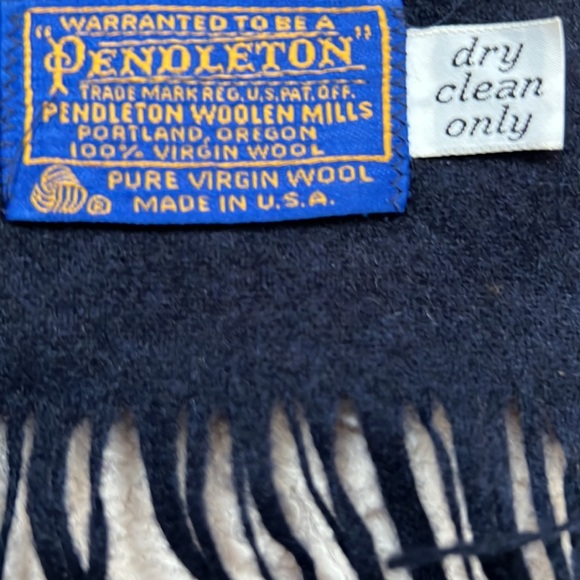 WARRANTED TO BE A
"PENDLETON"
TRADE MARK REG. U.S. PAT. OFF.
PENDLETON WOOLEN MILLS
PORTLAND, OREGON
100% VIRGIN WOOL
® PURE VIRGIN WOOL
MADE IN U.S.A.
dry
clean
only